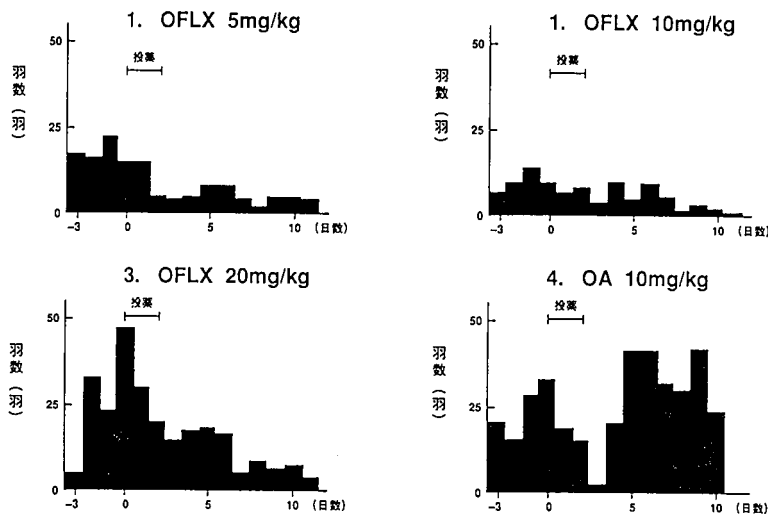 1. OFLX 5mg/kg
50
25
0
羽数（羽）
投薬
-3 0 5 10 (日数)
1. OFLX 10mg/kg
50
25
0
羽数（羽）
投薬
-3 0 5 10 (日数)
3. OFLX 20mg/kg
50
25
0
羽数（羽）
投薬
-3 0 5 10 (日数)
4. OA 10mg/kg
50
25
0
羽数（羽）
投薬
-3 0 5 10 (日数)